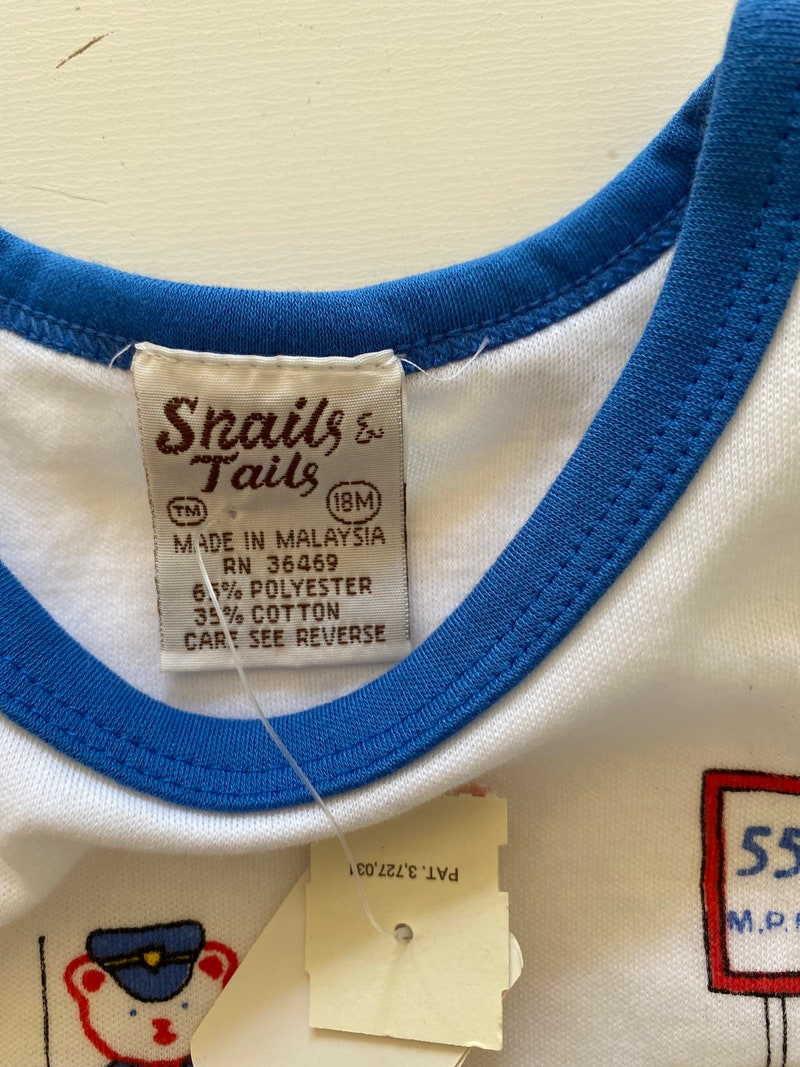 Snails &
Tails
TM 18M
MADE IN MALAYSIA
RN 36469
65% POLYESTER
35% COTTON
CARE SEE REVERSE
PAT. 3,727,031
55
M.P.